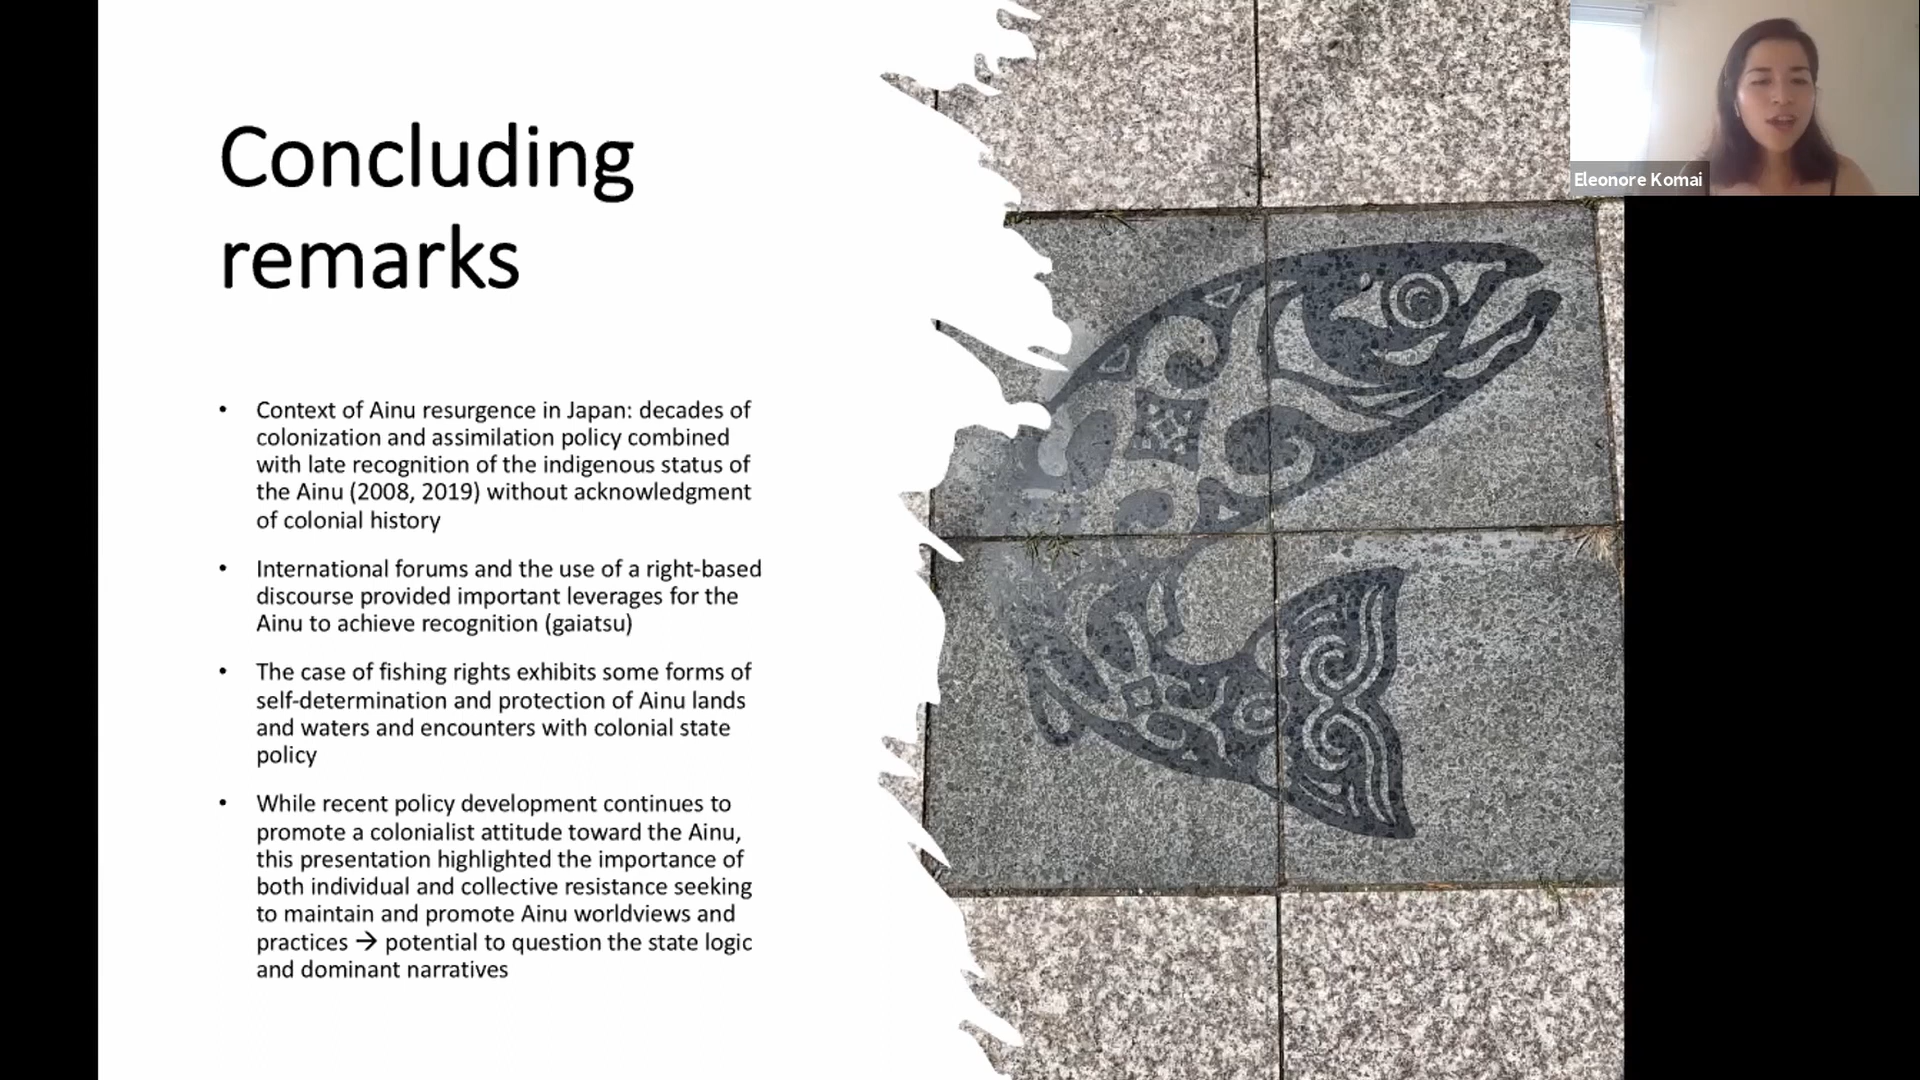 Concluding
remarks
• Context of Ainu resurgence in Japan: decades of
colonization and assimilation policy combined
with late recognition of the indigenous status of
the Ainu (2008, 2019) without acknowledgment
of colonial history
• International forums and the use of a right-based
discourse provided important leverages for the
Ainu to achieve recognition (gaiatsu)
• The case of fishing rights exhibits some forms of
self-determination and protection of Ainu lands
and waters and encounters with colonial state
policy
• While recent policy development continues to
promote a colonialist attitude toward the Ainu,
this presentation highlighted the importance of
both individual and collective resistance seeking
to maintain and promote Ainu worldviews and
practices → potential to question the state logic
and dominant narratives
Eleonore Komai